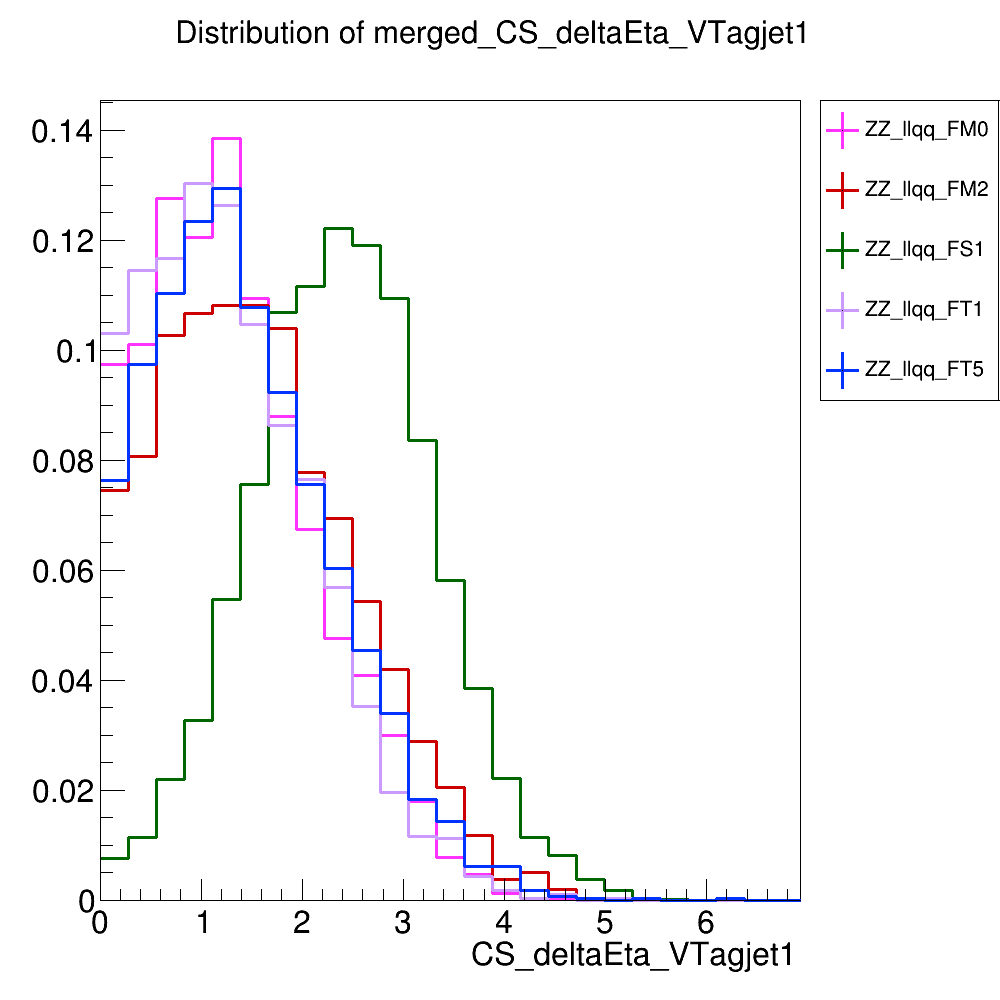 Distribution of merged_CS_deltaEta_VTagjet1
0.14
0.12
0.1
0.08
0.06
0.04
0.02
0
0 1 2 3 4 5 6
CS_deltaEta_VTagjet1
ZZ_llqq_FM0
ZZ_llqq_FM2
ZZ_llqq_FS1
ZZ_llqq_FT1
ZZ_llqq_FT5